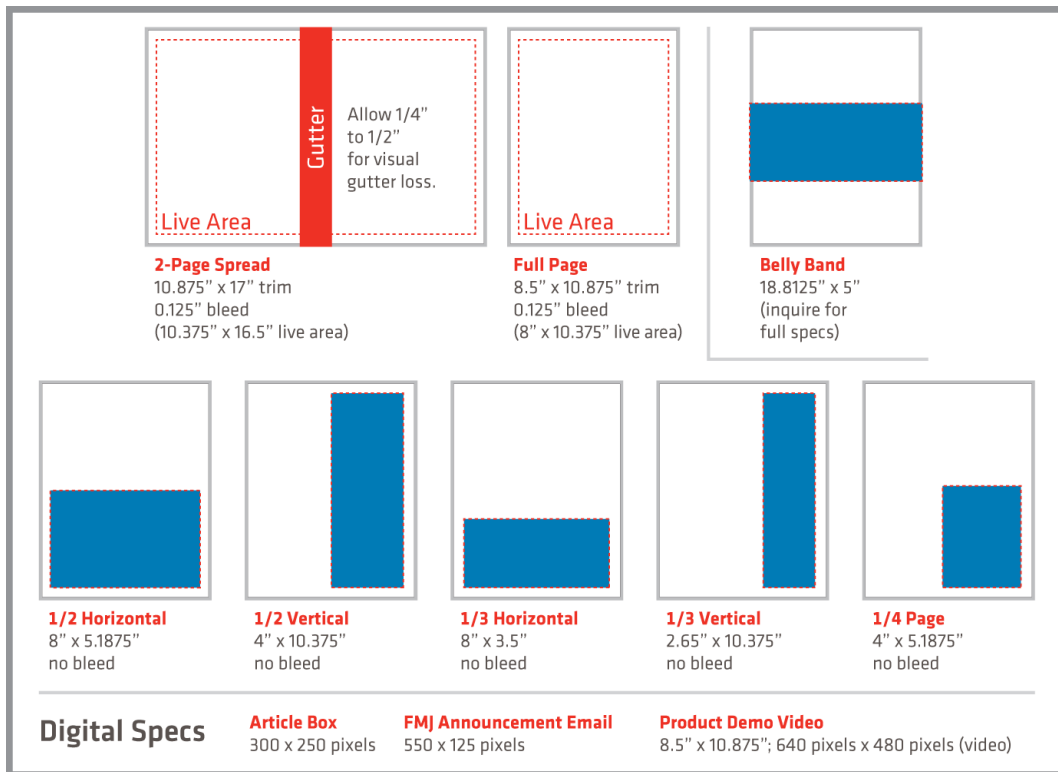 Gutter
Allow 1/4”
to 1/2”
for visual
gutter loss.
Live Area
Live Area
2-Page Spread
10.875” x 17” trim
0.125” bleed
(10.375” x 16.5” live area)
Full Page
8.5” x 10.875” trim
0.125” bleed
(8” x 10.375” live area)
Belly Band
18.8125” x 5”
(inquire for
full specs)
1/2 Horizontal
8” x 5.1875”
no bleed
1/2 Vertical
4” x 10.375”
no bleed
1/3 Horizontal
8” x 3.5”
no bleed
1/3 Vertical
2.65” x 10.375”
no bleed
1/4 Page
4” x 5.1875”
no bleed
Digital Specs
Article Box
300 x 250 pixels
FMJ Announcement Email
550 x 125 pixels
Product Demo Video
8.5” x 10.875”; 640 pixels x 480 pixels (video)